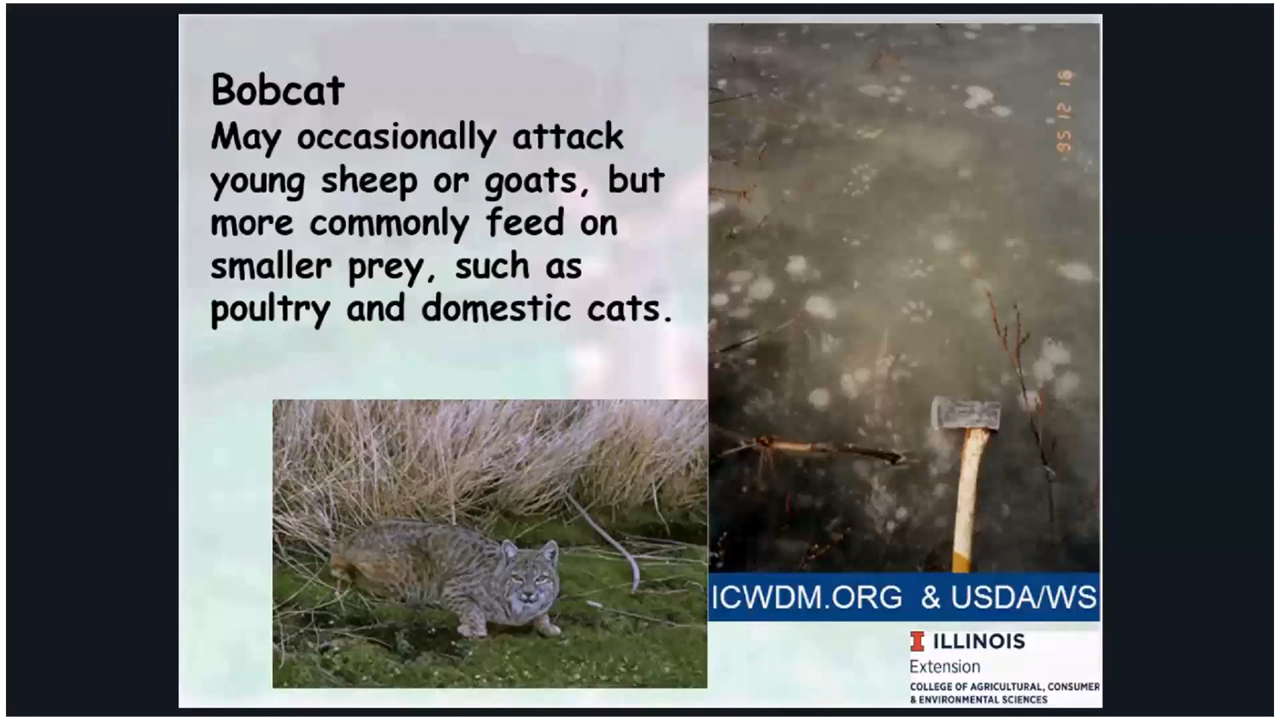 Bobcat
May occasionally attack
young sheep or goats, but
more commonly feed on
smaller prey, such as
poultry and domestic cats.
95 12 16
ICWDM.ORG & USDA/WS
I ILLINOIS
Extension
COLLEGE OF AGRICULTURAL, CONSUMER
& ENVIRONMENTAL SCIENCES